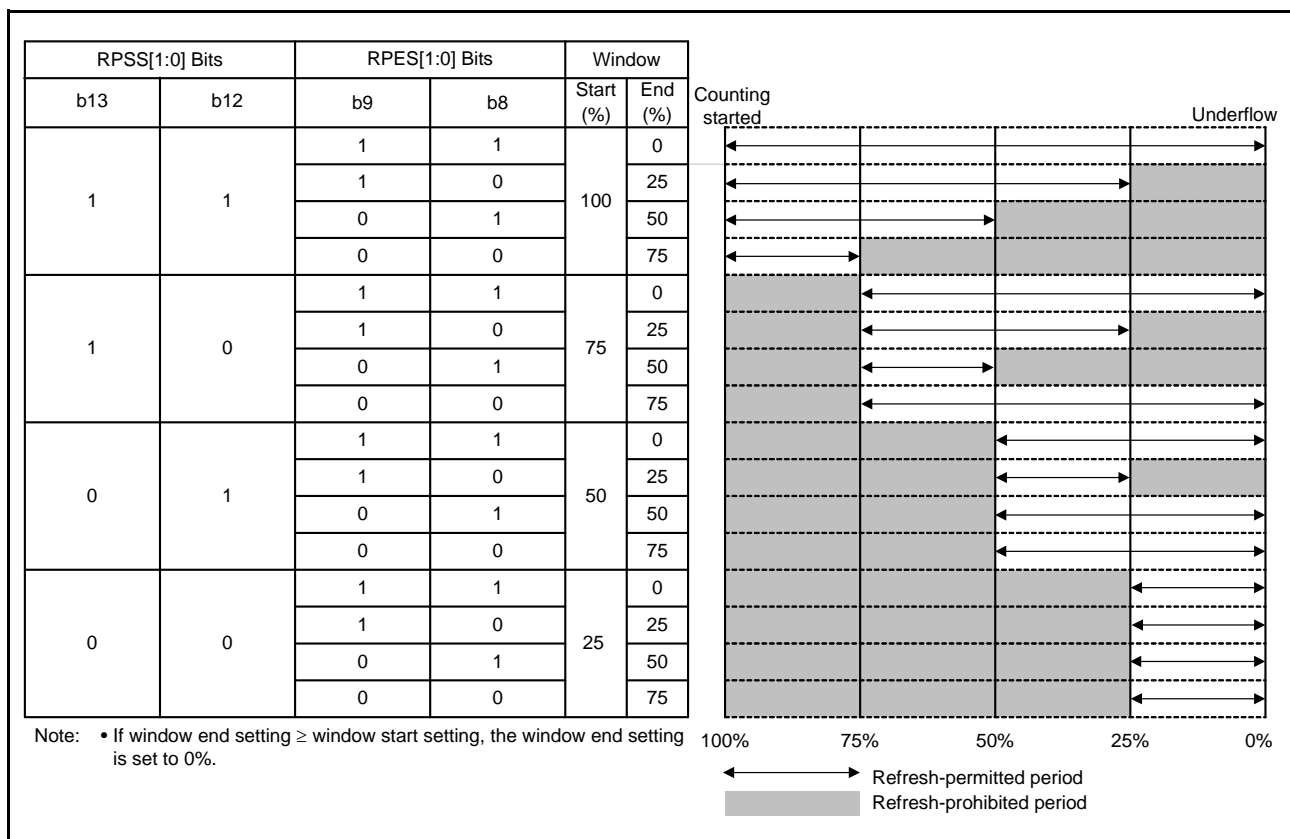 RPSS[1:0] Bits RPES[1:0] Bits Window
b13 b12 b9 b8 Start (%) End (%)
Counting started
Underflow
1 1 1 1 100 0
1 0 25
0 1 50
0 0 75
1 0 1 1 75 0
1 0 25
0 1 50
0 0 75
0 1 1 1 50 0
1 0 25
0 1 50
0 0 75
0 0 1 1 25 0
1 0 25
0 1 50
0 0 75
Note: • If window end setting ≥ window start setting, the window end setting
is set to 0%.
100% 75% 50% 25% 0%
Refresh-permitted period
Refresh-prohibited period